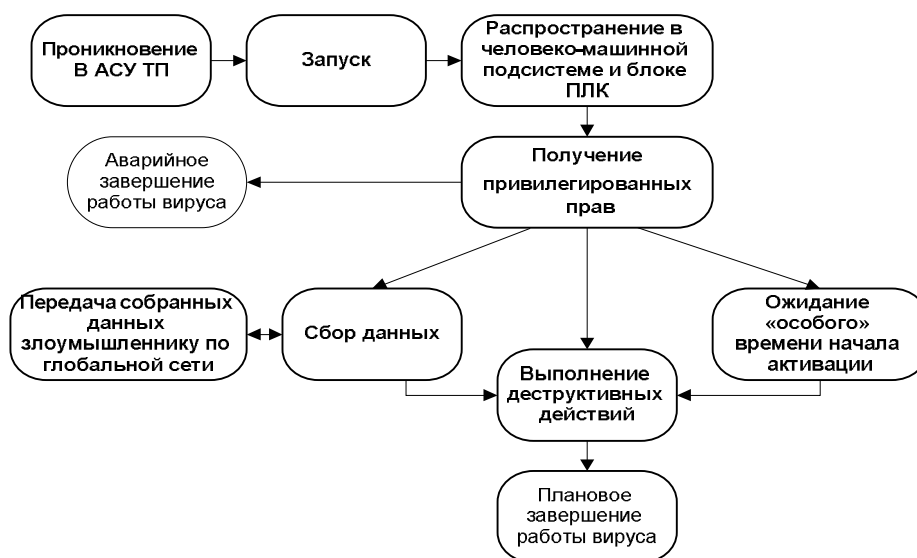 Проникновение
В АСУ ТП
Запуск
Распространение в
человеко-машинной
подсистеме и блоке
ПЛК
Аварийное
завершение
работы вируса
Получение
привилегированных
прав
Передача собранных
данных
злоумышленнику по
глобальной сети
Сбор данных
Ожидание
«особого»
времени начала
активации
Выполнение
деструктивных
действий
Плановое
завершение
работы вируса